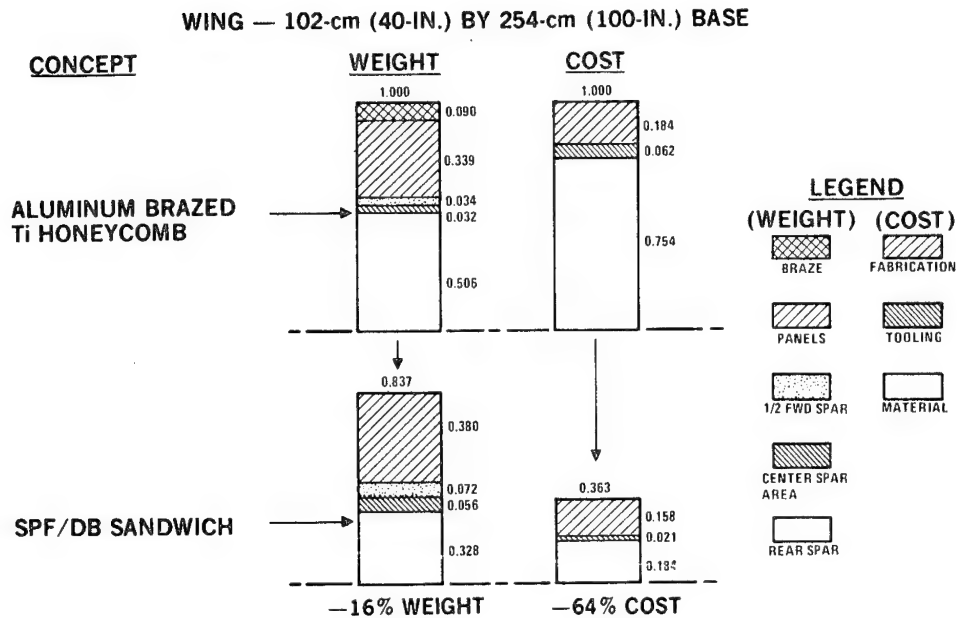 WING — 102-cm (40-IN.) BY 254-cm (100-IN.) BASE
CONCEPT
WEIGHT
COST
1.000
1.000
0.090
0.184
0.339
0.062
0.034
0.032
ALUMINUM BRAZED
Ti HONEYCOMB
0.754
0.506
LEGEND
(WEIGHT) (COST)
BRAZE
FABRICATION
PANELS
TOOLING
1/2 FWD SPAR
MATERIAL
CENTER SPAR
AREA
REAR SPAR
0.837
0.380
0.072
0.056
0.363
0.158
0.021
SPF/DB SANDWICH
0.328
—16% WEIGHT
—64% COST